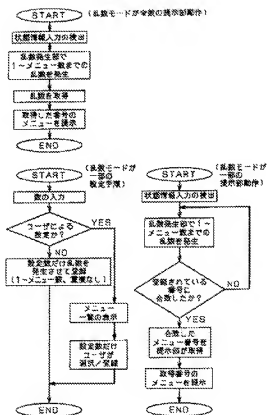 START
(乱数モードが全数の提示部動作)
状態情報入力の検出
乱数発生部で
1~メニュー数までの
乱数を発生
乱数を取得
取得した番号の
メニューを提示
END
START
(乱数モードが
一部の
設定手順)
数の入力
ユーザによる
設定か?
YES
NO
設定数だけ乱数を
発生させて登録
(1~メニュー数、重複なし)
メニュー
一覧の表示
設定数だけ
ユーザが
選択/登録
END
START
(乱数モードが
一部の
提示部動作)
状態情報入力の検出
乱数発生部で1~
メニュー数までの
乱数を発生
登録されている
番号に
合致したか?
NO
YES
合致した
メニュー番号を
提示部が取得
取得番号の
メニューを提示
END